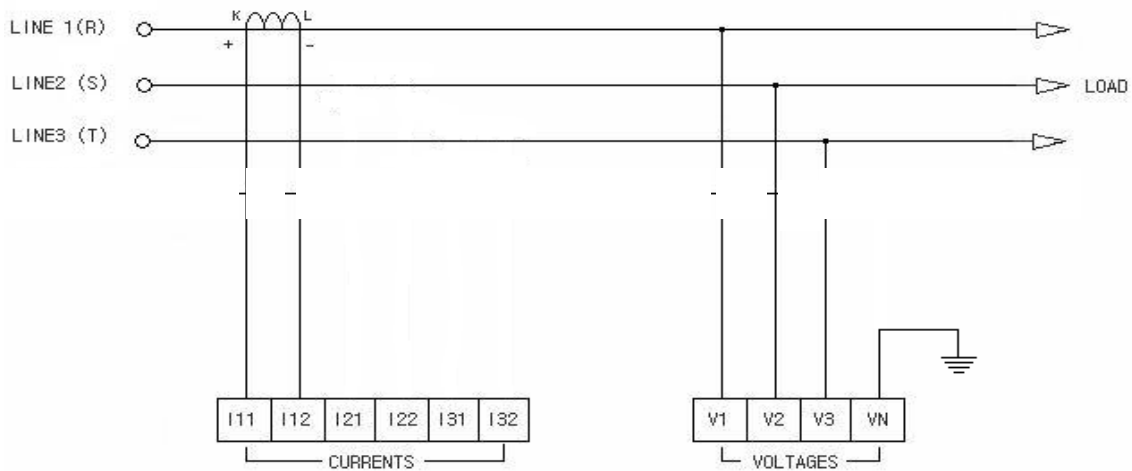 K L
LINE 1(R)
+ -
LINE2 (S) LOAD
LINE3 (T)
I11 I12 I21 I22 I31 I32 V1 V2 V3 VN
CURRENTS VOLTAGES